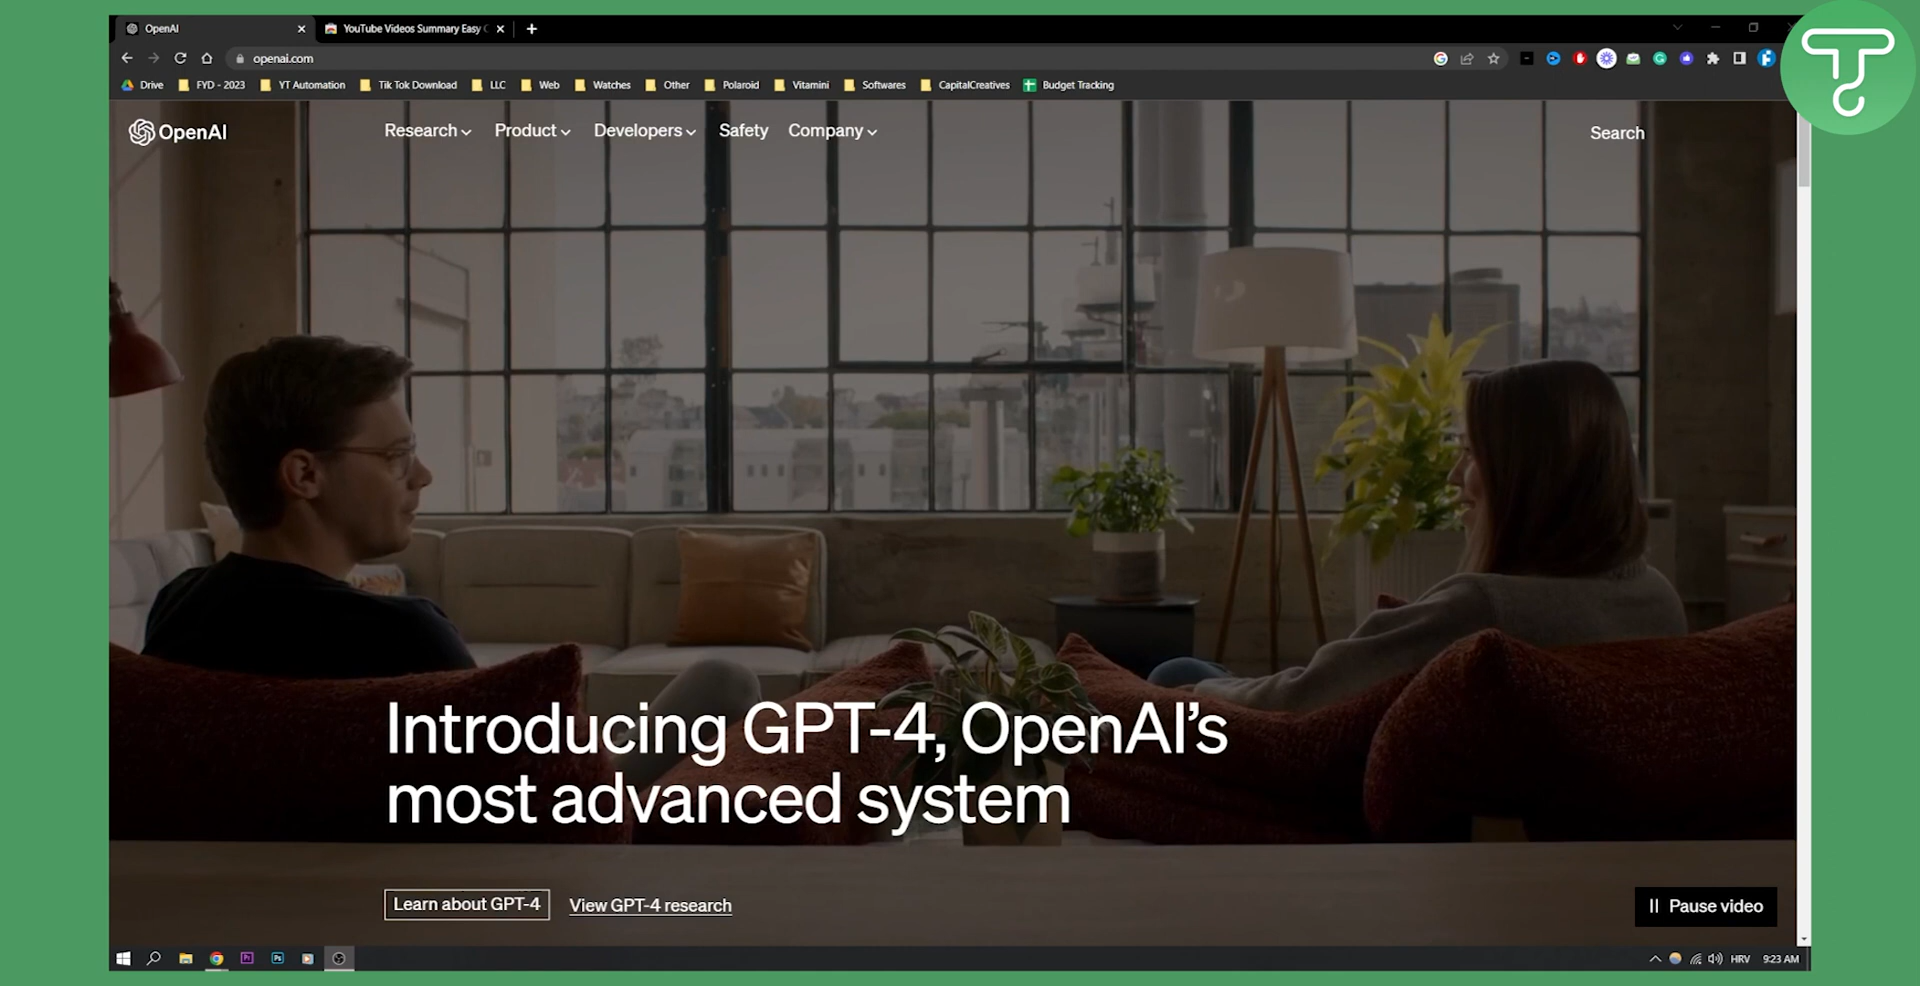 OpenAI
YouTube Videos Summary Easy
openai.com
Drive
FYD - 2023
YT Automation
Tik Tok Download
LLC
Web
Watches
Other
Polaroid
Vitamini
Softwares
CapitalCreatives
Budget Tracking
OpenAI
Research
Product
Developers
Safety
Company
Search
Introducing GPT-4, OpenAI's
most advanced system
Learn about GPT-4
View GPT-4 research
Pause video
HRV
9:23 AM